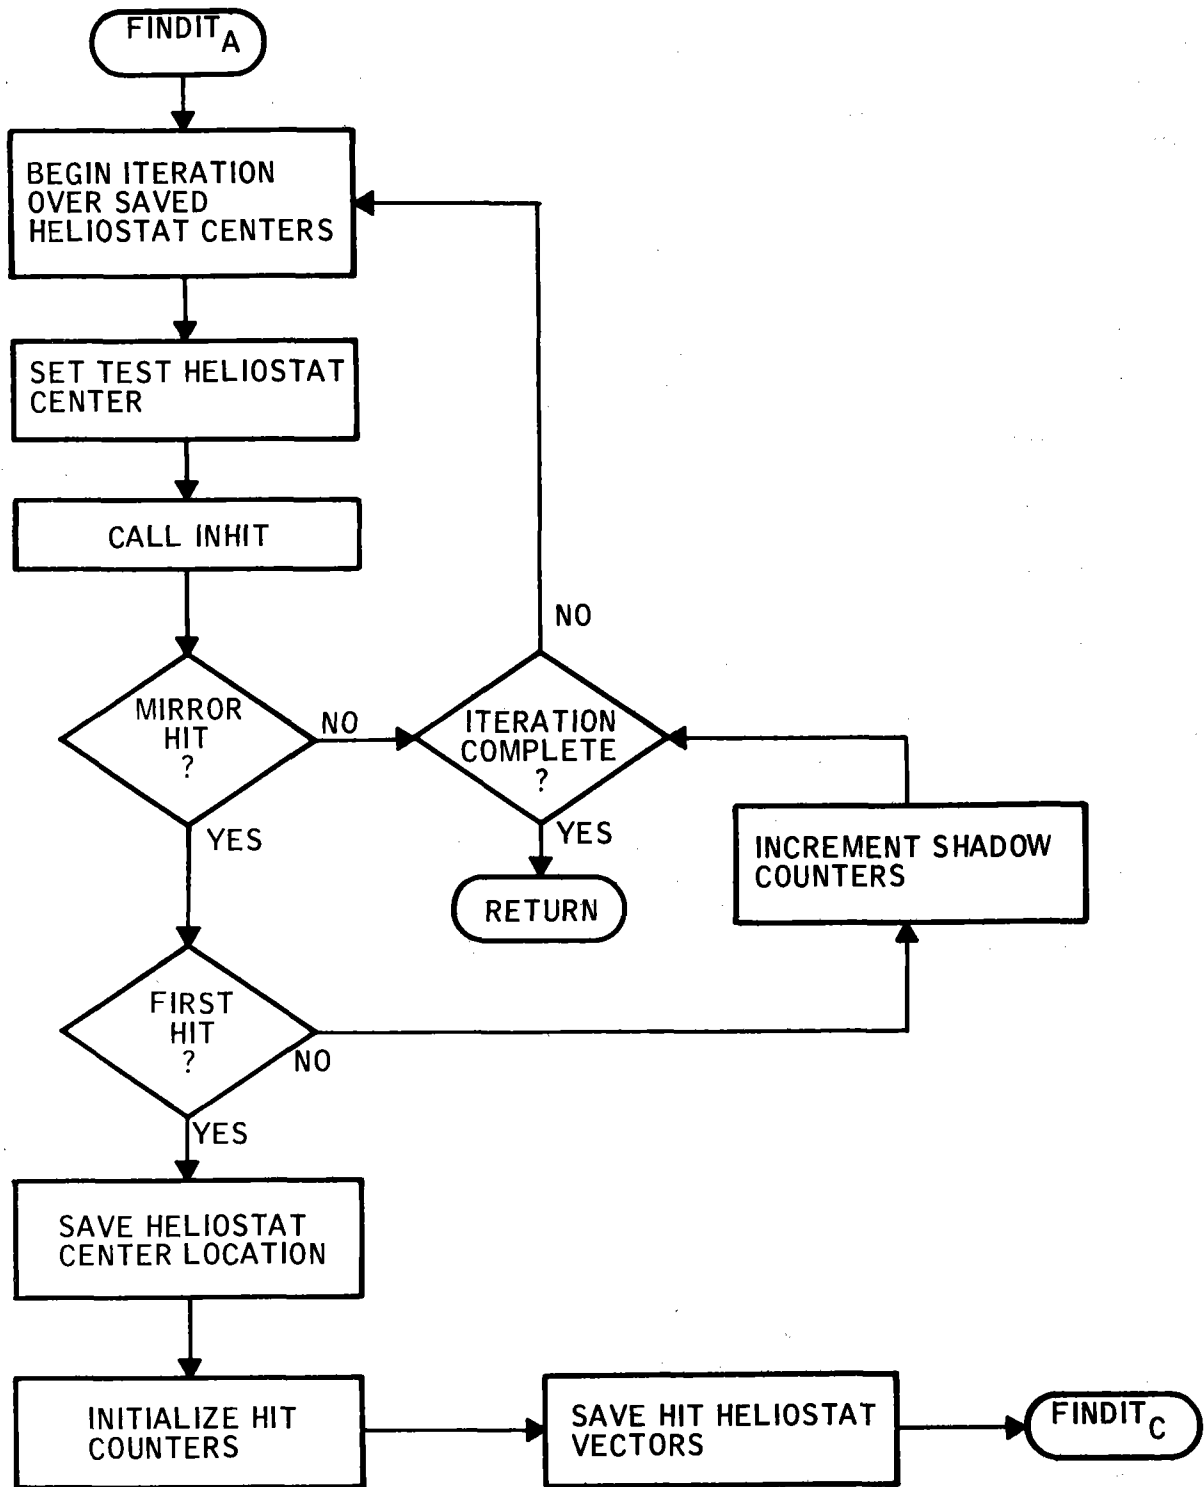 FINDIT A
BEGIN ITERATION
OVER SAVED
HELIOSTAT CENTERS
SET TEST HELIOSTAT
CENTER
CALL INHIT
NO
MIRROR
HIT
?
NO
YES
ITERATION
COMPLETE
?
YES
RETURN
INCREMENT SHADOW
COUNTERS
FIRST
HIT
?
NO
YES
SAVE HELIOSTAT
CENTER LOCATION
INITIALIZE HIT
COUNTERS
SAVE HIT HELIOSTAT
VECTORS
FINDIT C